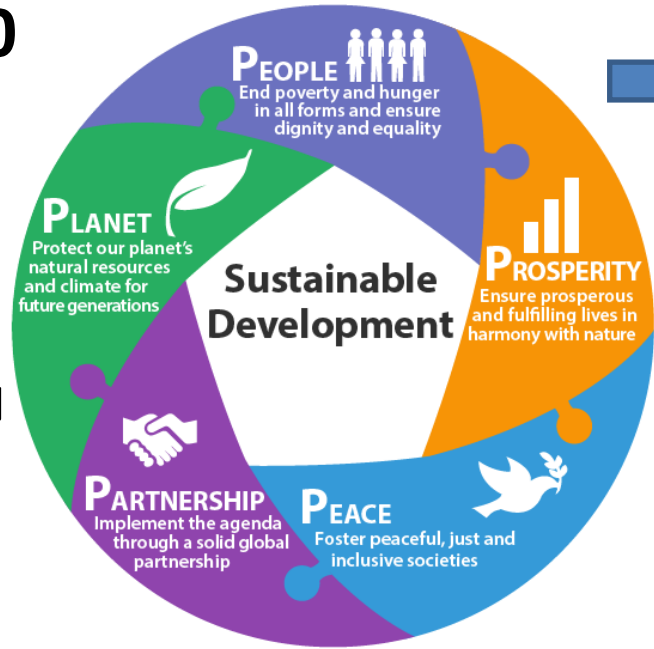 PEOPLE
End poverty and hunger
in all forms and ensure
dignity and equality
PLANET
Protect our planet's
natural resources
and climate for
future generations
Sustainable
Development
PROSPERITY
Ensure prosperous
and fulfilling lives in
harmony with nature
PARTNERSHIP
Implement the agenda
through a solid global
partnership
PEACE
Foster peaceful, just and
inclusive societies